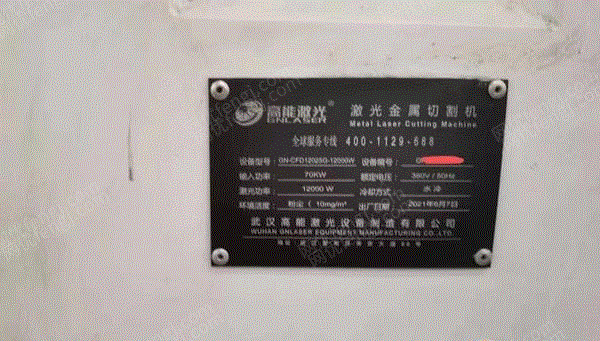 高能激光® 激光金属切割机
GNLASER Metal Laser Cutting Machine
全球服务专线 400-1129-688
设备型号: GN-CFD12025G-12000W 设备编号:
输入功率: 70KW 额定电压: 380V / 50Hz
激光功率: 12000 W 冷却方式: 水 冷
环境洁度: 粉尘〈10mg/m³ 出厂日期: 2021年6月7日
武汉高能激光设备制造有限公司
WUHAN GNLASER EQUIPMENT MANUFACTURING CO.,LTD.
地址